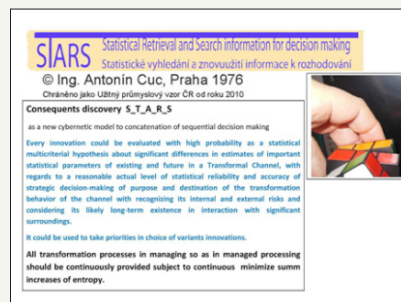 STARS Statistical Retrieval and Search information for decision making
Statistické vyhledání a znovuužití informace k rozhodování
© Ing. Antonín Cuc, Praha 1976
Chráněno jako Užitný průmyslový vzor ČR od roku 2010
Consequents discovery S_T_A_R_S
as a new cybernetic model to concatenation of sequential decision making
Every innovation could be evaluated with high probability as a statistical
multicriterial hypothesis about significant differences in estimates of important
statistical parameters of existing and future in a Transformal Channel, with
regards to a reasonable actual level of statistical reliability and accuracy of
strategic decision-making of purpose and destination of the transformation
behavior of the channel with recognizing its internal and external risks and
considering its likely long-term existence in interaction with significant
surroundings.
It could be used to take priorities in choice of variants innovations.
All transformation processes in managing so as in managed processing
should be continuously provided subject to continuous minimize summ
increases of entropy.